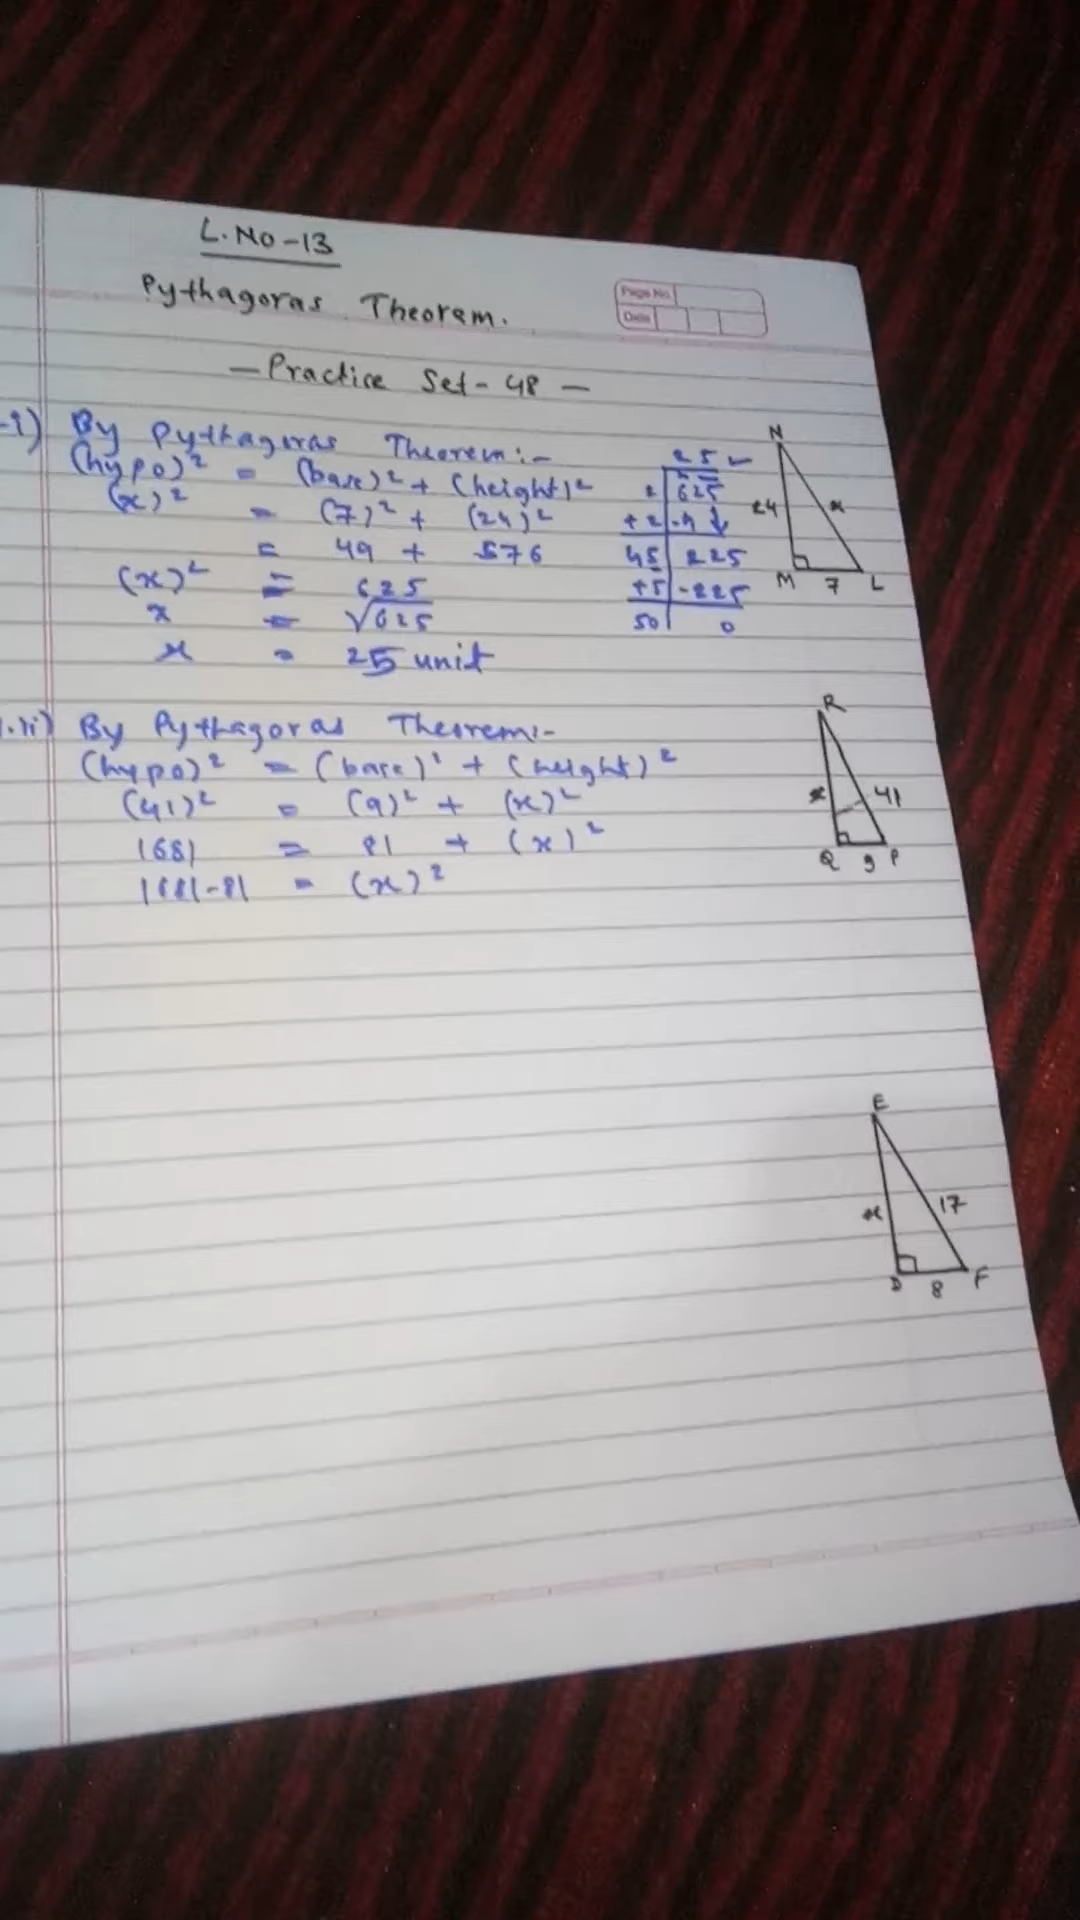 L.No-13
Pythagoras Theorem.
Page No.
Date
- Practice Set - 48 -
i) By Pythagoras Theorem:-
(hypo)² = (base)² + (height)²
(x)² = (7)² + (24)²
= 49 + 576
(x)² = 625
x = √625
x = 25 unit
25
2 625
+2 -4 ↓
45 225
+5 -225
50 0
N
24 x
M 7 L
.ii) By Pythagoras Theorem:-
(hypo)² = (base)² + (height)²
(41)² = (9)² + (x)²
1681 = 81 + (x)²
1681-81 = (x)²
R
x 41
Q 9 P
E
x 17
D 8 F